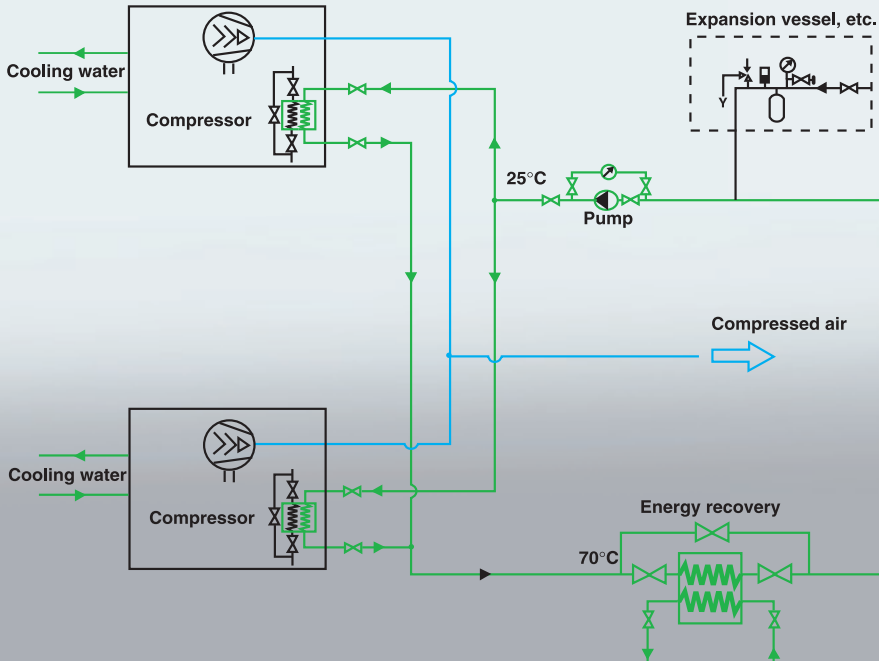 Expansion vessel, etc.
Cooling water
Compressor
Y
25°C
Pump
Compressed air
Cooling water
Compressor
Energy recovery
70°C